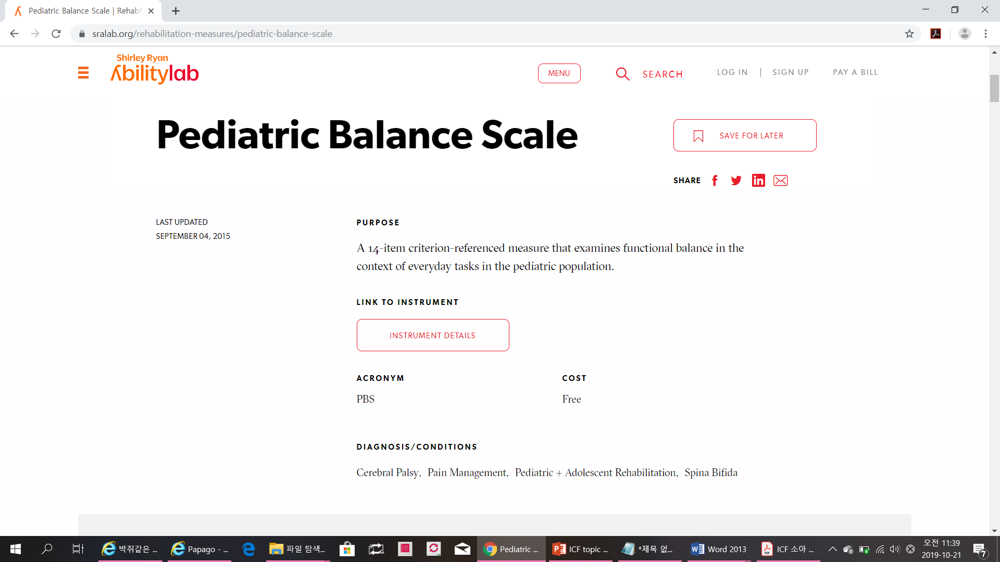 Pediatric Balance Scale | Rehab
sralab.org/rehabilitation-measures/pediatric-balance-scale
Shirley Ryan
Abilitylab
MENU
SEARCH
LOG IN
SIGN UP
PAY A BILL
Pediatric Balance Scale
SAVE FOR LATER
SHARE
LAST UPDATED
SEPTEMBER 04, 2015
PURPOSE
A 14-item criterion-referenced measure that examines functional balance in the
context of everyday tasks in the pediatric population.
LINK TO INSTRUMENT
INSTRUMENT DETAILS
ACRONYM
COST
PBS
Free
DIAGNOSIS/CONDITIONS
Cerebral Palsy, Pain Management, Pediatric + Adolescent Rehabilitation, Spina Bifida
박쥐같은 ...
Papago - ...
파일 탐색...
Pediatric ...
ICF topic ...
*제목 없...
Word 2013
ICF 소아 ...
오전 11:39
2019-10-21
7